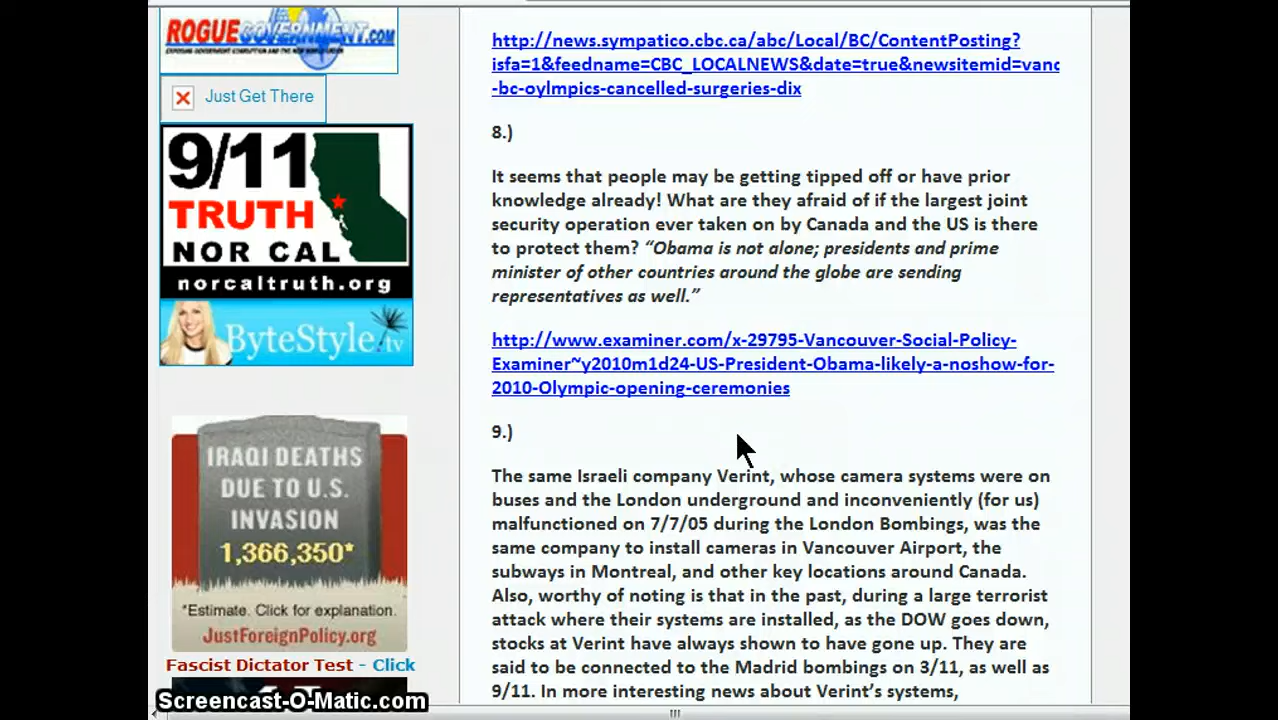 ROGUEGOVERNMENT.COM
Just Get There
9/11
TRUTH
NOR CAL
norcaltruth.org
ByteStyle.tv
IRAQI DEATHS
DUE TO U.S.
INVASION
1,366,350*
*Estimate. Click for explanation.
JustForeignPolicy.org
Fascist Dictator Test - Click
Screencast-O-Matic.com
http://news.sympatico.cbc.ca/abc/Local/BC/ContentPosting?
isfa=1&feedname=CBC_LOCALNEWS&date=true&newsitemid=vanc
-bc-oylmpics-cancelled-surgeries-dix
8.)
It seems that people may be getting tipped off or have prior
knowledge already! What are they afraid of if the largest joint
security operation ever taken on by Canada and the US is there
to protect them? “Obama is not alone; presidents and prime
minister of other countries around the globe are sending
representatives as well.”
http://www.examiner.com/x-29795-Vancouver-Social-Policy-
Examiner~y2010m1d24-US-President-Obama-likely-a-noshow-for-
2010-Olympic-opening-ceremonies
9.)
The same Israeli company Verint, whose camera systems were on
buses and the London underground and inconveniently (for us)
malfunctioned on 7/7/05 during the London Bombings, was the
same company to install cameras in Vancouver Airport, the
subways in Montreal, and other key locations around Canada.
Also, worthy of noting is that in the past, during a large terrorist
attack where their systems are installed, as the DOW goes down,
stocks at Verint have always shown to have gone up. They are
said to be connected to the Madrid bombings on 3/11, as well as
9/11. In more interesting news about Verint’s systems,